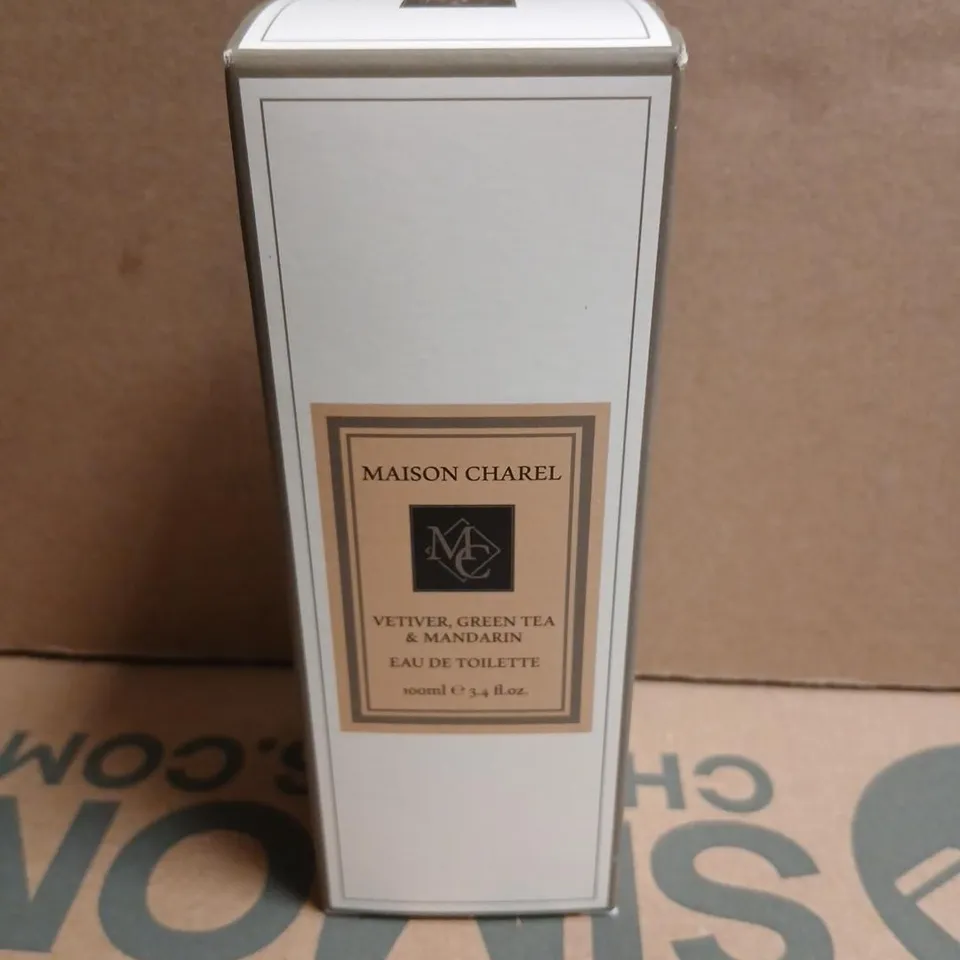 MAISON CHAREL
MC
VETIVER, GREEN TEA
& MANDARIN
EAU DE TOILETTE
100ml ℮ 3.4 fl.oz.